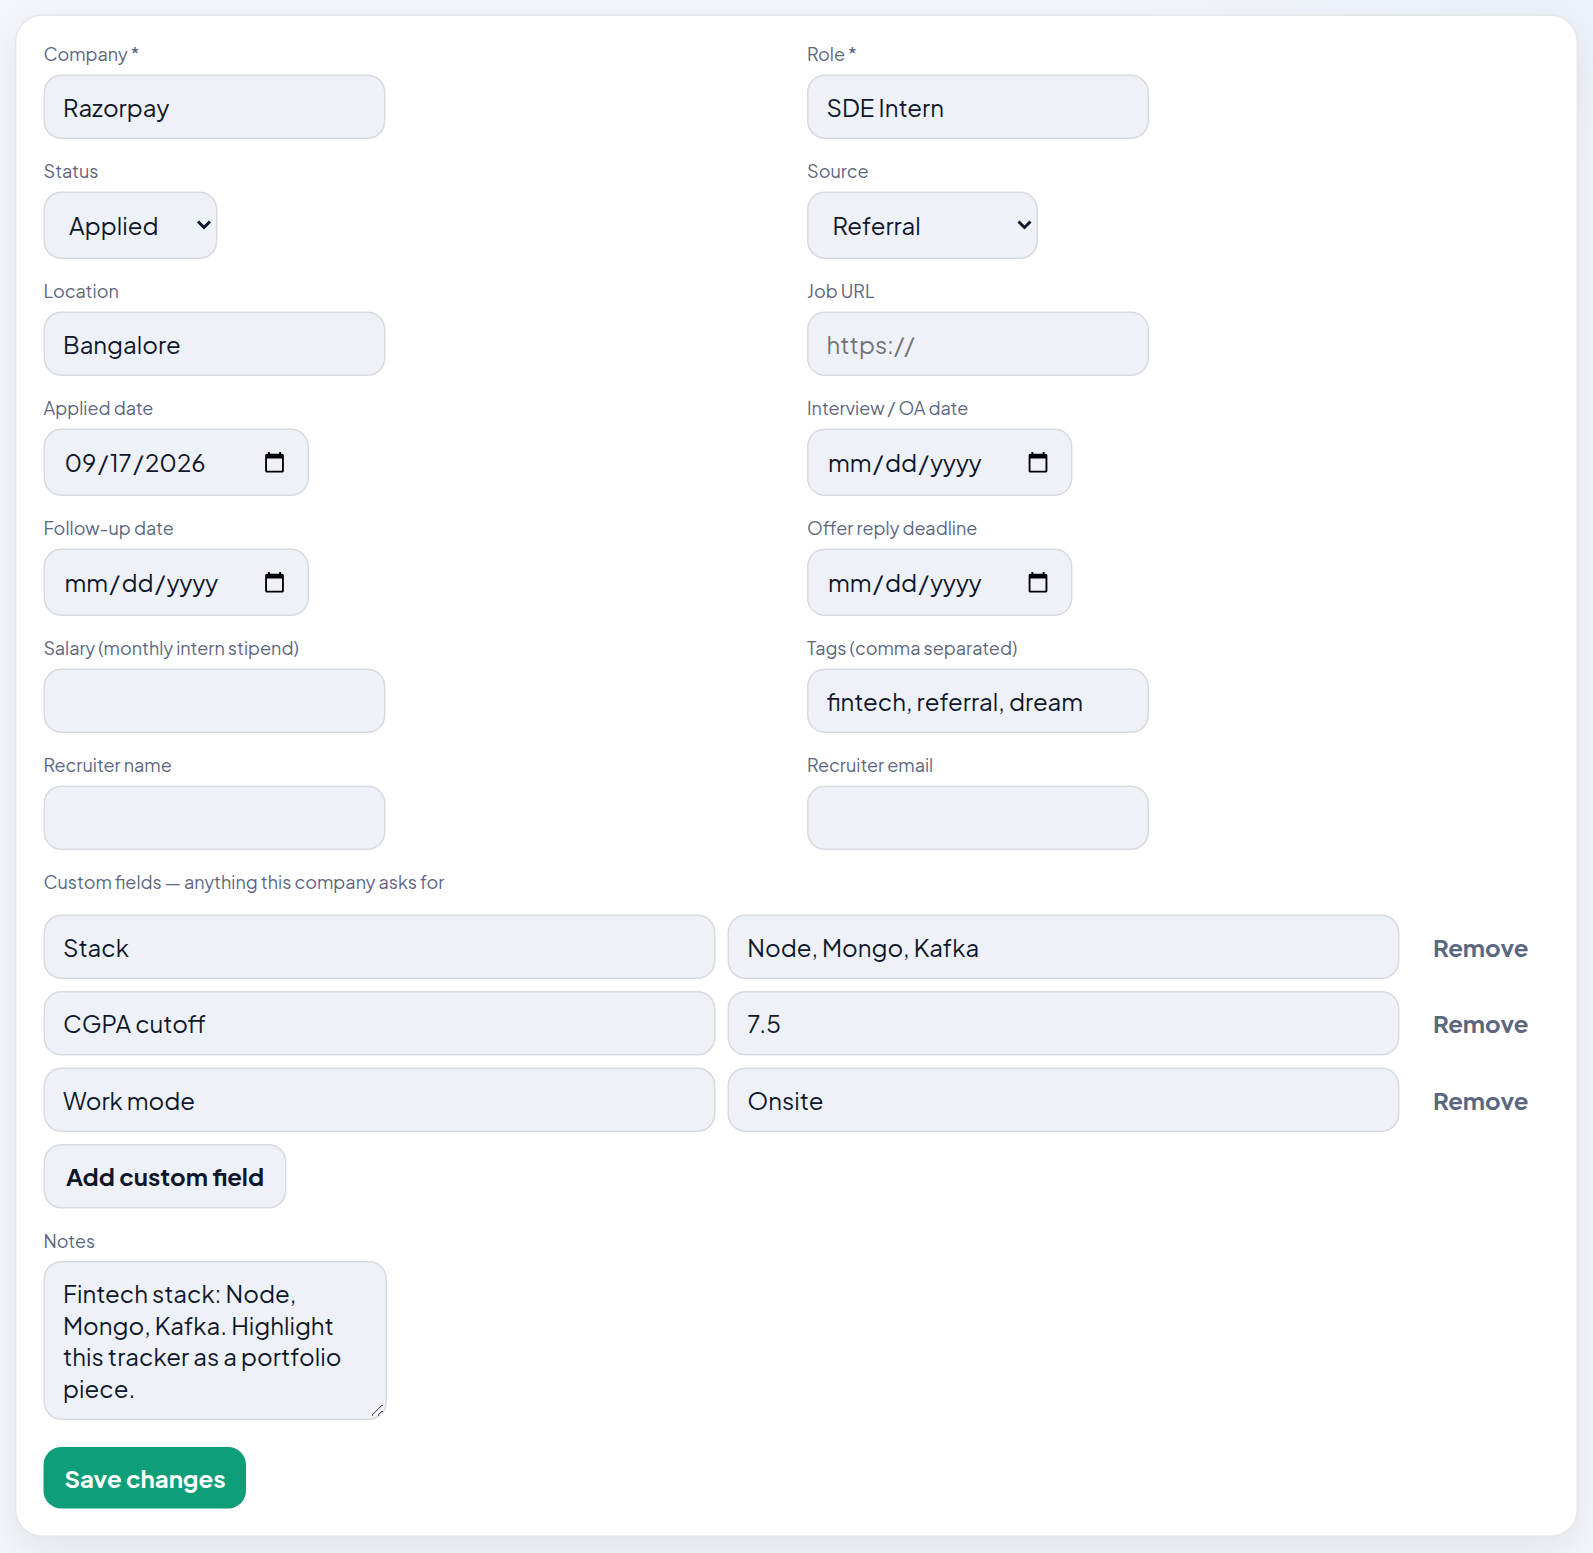 Company *
Role *
Razorpay
SDE Intern
Status
Source
Applied
Referral
Location
Job URL
Bangalore
https://
Applied date
Interview / OA date
09/17/2026
mm/dd/yyyy
Follow-up date
Offer reply deadline
mm/dd/yyyy
mm/dd/yyyy
Salary (monthly intern stipend)
Tags (comma separated)
fintech, referral, dream
Recruiter name
Recruiter email
Custom fields — anything this company asks for
Stack
Node, Mongo, Kafka
Remove
CGPA cutoff
7.5
Remove
Work mode
Onsite
Remove
Add custom field
Notes
Fintech stack: Node,
Mongo, Kafka. Highlight
this tracker as a portfolio
piece.
Save changes